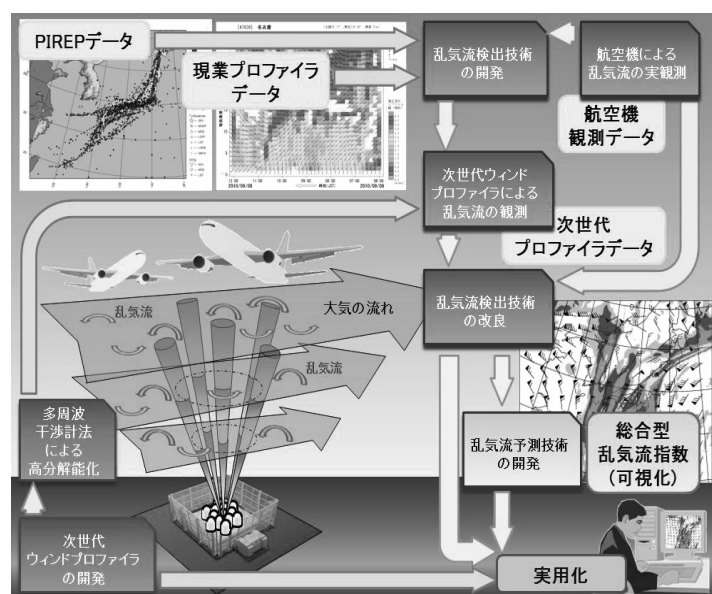 PIREPデータ
現業プロファイラ
データ
乱気流検出技術
の開発
航空機による
乱気流の実観測
航空機
観測データ
次世代ウィンド
プロファイラによる
乱気流の観測
次世代
プロファイラデータ
乱気流
大気の流れ
乱気流検出技術
の改良
乱気流
多周波
干渉計法
による
高分解能化
乱気流予測技術
の開発
総合型
乱気流指数
(可視化)
次世代
ウィンドプロファイラ
の開発
実用化